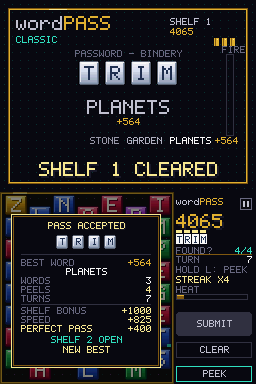 wordPASS
SHELF 1
CLASSIC
4065
FIRE
PASSWORD - BINDERY
TRIM
PLANETS
+564
STONE GARDEN PLANETS +564
SHELF 1 CLEARED
PASS ACCEPTED
TRIM
BEST WORD +564
PLANETS
WORDS 3
PEELS 4
TURNS 7
SHELF BONUS +1000
SPEED +825
PERFECT PASS +400
SHELF 2 OPEN
NEW BEST
wordPASS
4065
TRIM
FOUND? 4/4
TURN 7
HOLD L: PEEK
STREAK X4
HEAT
SUBMIT
CLEAR
PEEK